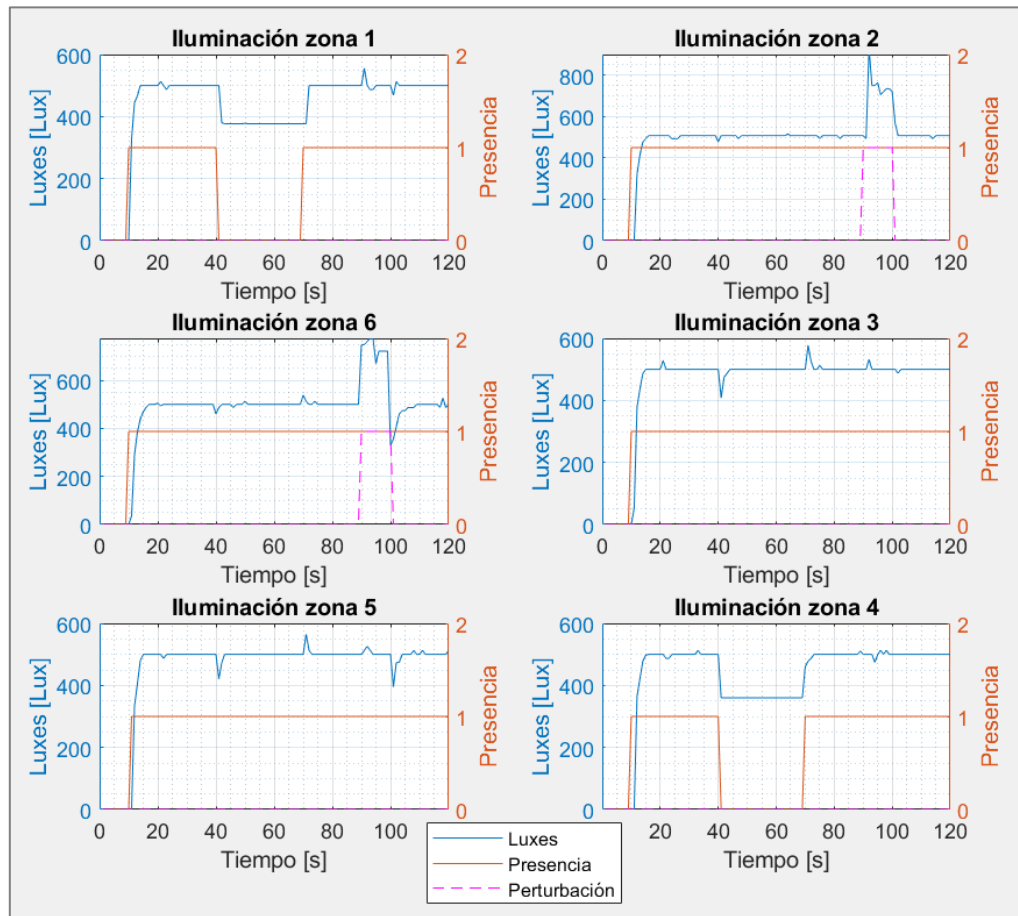 Iluminación zona 1
Luxes [Lux]
600
400
200
0
2
1
0
Presencia
0 20 40 60 80 100 120
Tiempo [s]
Iluminación zona 2
Luxes [Lux]
800
600
400
200
0
2
1
0
Presencia
0 20 40 60 80 100 120
Tiempo [s]
Iluminación zona 6
Luxes [Lux]
600
400
200
0
2
1
0
Presencia
0 20 40 60 80 100 120
Tiempo [s]
Iluminación zona 3
Luxes [Lux]
600
400
200
0
2
1
0
Presencia
0 20 40 60 80 100 120
Tiempo [s]
Iluminación zona 5
Luxes [Lux]
600
400
200
0
2
1
0
Presencia
0 20 40 60 80 100 120
Tiempo [s]
Iluminación zona 4
Luxes [Lux]
600
400
200
0
2
1
0
Presencia
20 40 60 80 100 120
Tiempo [s]
Luxes
Presencia
Perturbación